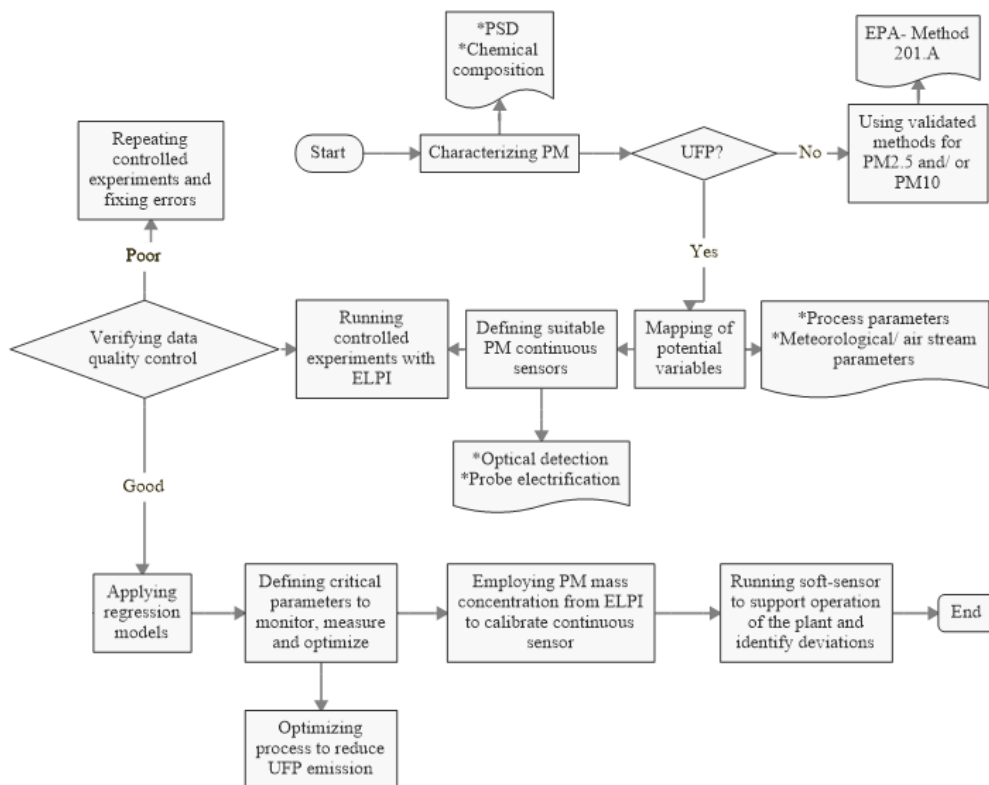 *PSD
*Chemical
composition
EPA- Method
201.A
Repeating
controlled
experiments and
fixing errors
Start
Characterizing PM
UFP?
No
Using validated
methods for
PM2.5 and/ or
PM10
Poor
Yes
Verifying data
quality control
Running
controlled
experiments with
ELPI
Defining suitable
PM continuous
sensors
Mapping of
potential
variables
*Process parameters
*Meteorological/ air stream
parameters
*Optical detection
*Probe electrification
Good
Applying
regression
models
Defining critical
parameters to
monitor, measure
and optimize
Employing PM mass
concentration from ELPI
to calibrate continuous
sensor
Running soft-sensor
to support operation
of the plant and
identify deviations
End
Optimizing
process to reduce
UFP emission